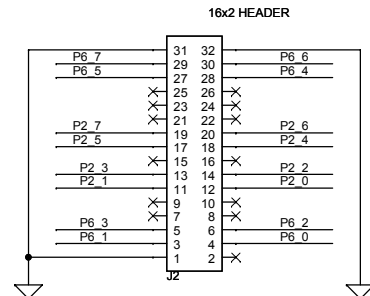 16x2 HEADER
31 32
P6_7 29 30 P6_6
P6_5 27 28 P6_4
25 26
23 24
21 22
P2_7 19 20 P2_6
P2_5 17 18 P2_4
15 16
P2_3 13 14 P2_2
P2_1 11 12 P2_0
9 10
7 8
P6_3 5 6 P6_2
P6_1 3 4 P6_0
1 2
J2